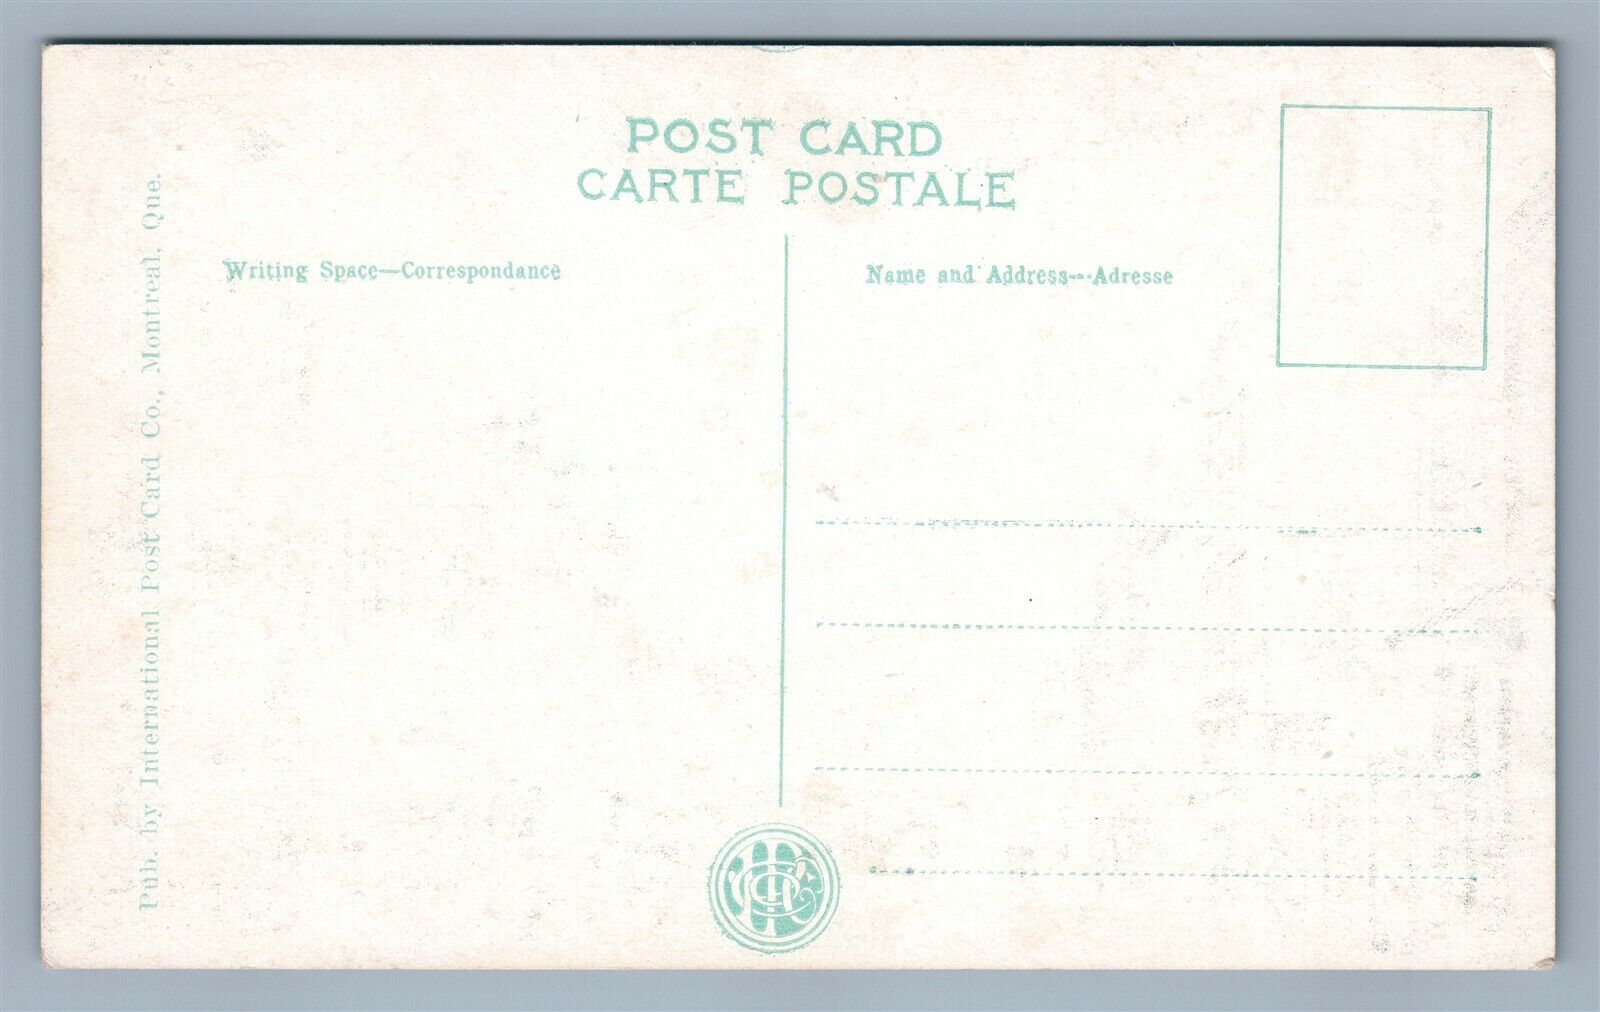 POST CARD
CARTE POSTALE
Writing Space—Correspondance
Name and Address---Adresse
Pub. by International Post Card Co., Montreal, Que.